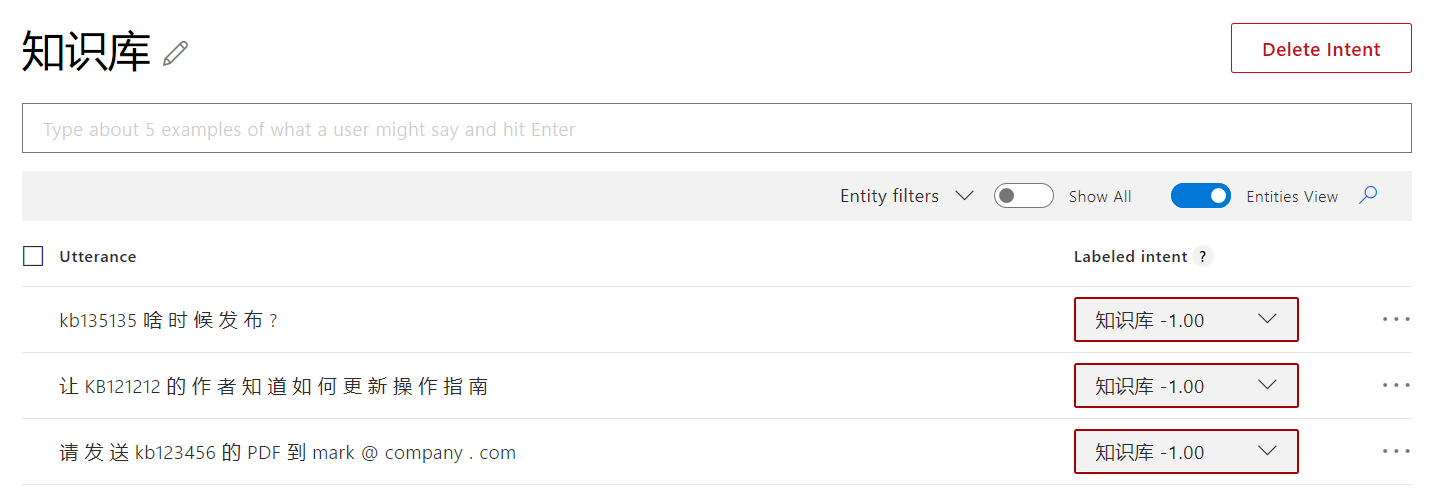 知识库
Delete Intent
Type about 5 examples of what a user might say and hit Enter
Entity filters Show All Entities View
Utterance Labeled intent ?
kb135135 啥 时 候 发 布 ? 知识库 -1.00
让 KB121212 的 作 者 知 道 如 何 更 新 操 作 指 南 知识库 -1.00
请 发 送 kb123456 的 PDF 到 mark @ company . com 知识库 -1.00